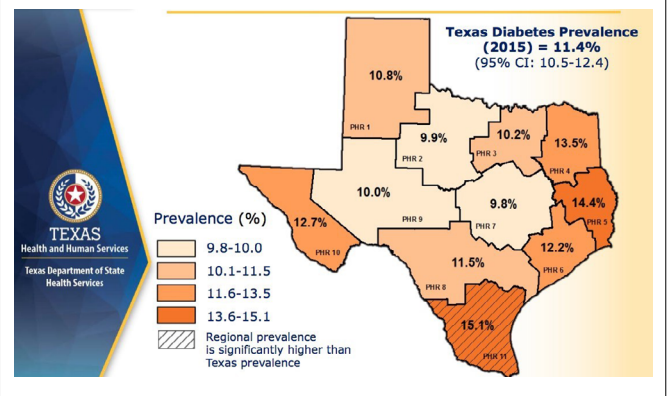 Texas Diabetes Prevalence
(2015) = 11.4%
(95% CI: 10.5-12.4)
10.8%
PHR 1
9.9%
PHR 2
10.2%
PHR 3
13.5%
PHR 4
14.4%
PHR 5
12.2%
PHR 6
9.8%
PHR 7
11.5%
PHR 8
10.0%
PHR 9
12.7%
PHR 10
15.1%
PHR 11
TEXAS
Health and Human Services
Texas Department of State
Health Services
Prevalence (%)
9.8-10.0
10.1-11.5
11.6-13.5
13.6-15.1
Regional prevalence
is significantly higher than
Texas prevalence